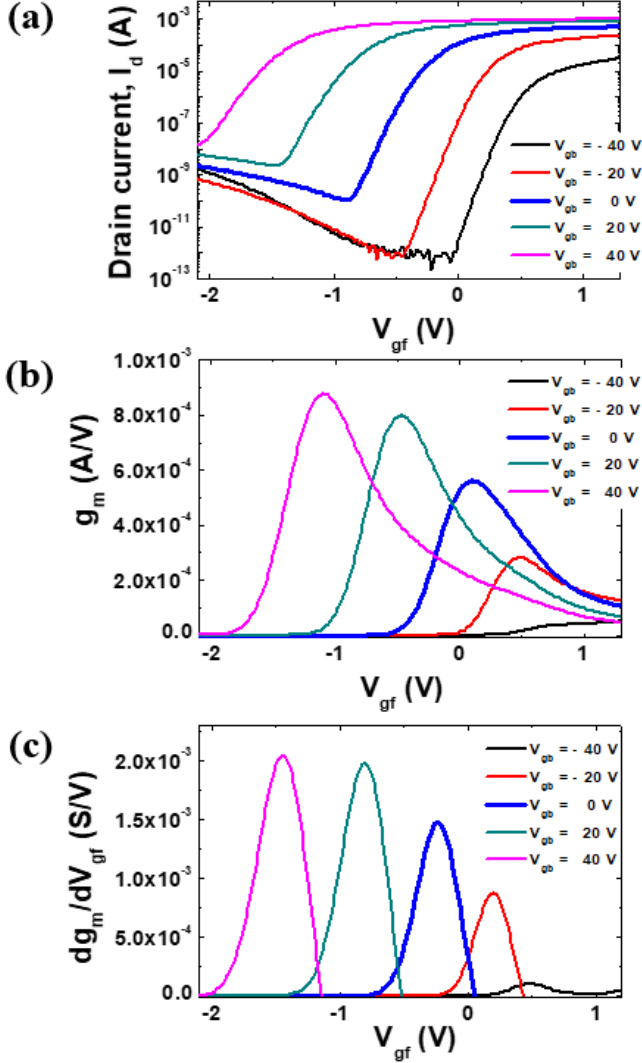 (a)
Drain current, I_d (A)
10^-3
10^-5
10^-7
10^-9
10^-11
10^-13
V_gb = - 40 V
V_gb = - 20 V
V_gb = 0 V
V_gb = 20 V
V_gb = 40 V
-2 -1 0 1
V_gf (V)
(b)
g_m (A/V)
1.0x10^-3
8.0x10^-4
6.0x10^-4
4.0x10^-4
2.0x10^-4
0.0
V_gb = - 40 V
V_gb = - 20 V
V_gb = 0 V
V_gb = 20 V
V_gb = 40 V
-2 -1 0 1
V_gf (V)
(c)
dg_m/dV_gf (S/V)
2.0x10^-3
1.5x10^-3
1.0x10^-3
5.0x10^-4
0.0
V_gb = - 40 V
V_gb = - 20 V
V_gb = 0 V
V_gb = 20 V
V_gb = 40 V
-2 -1 0 1
V_gf (V)